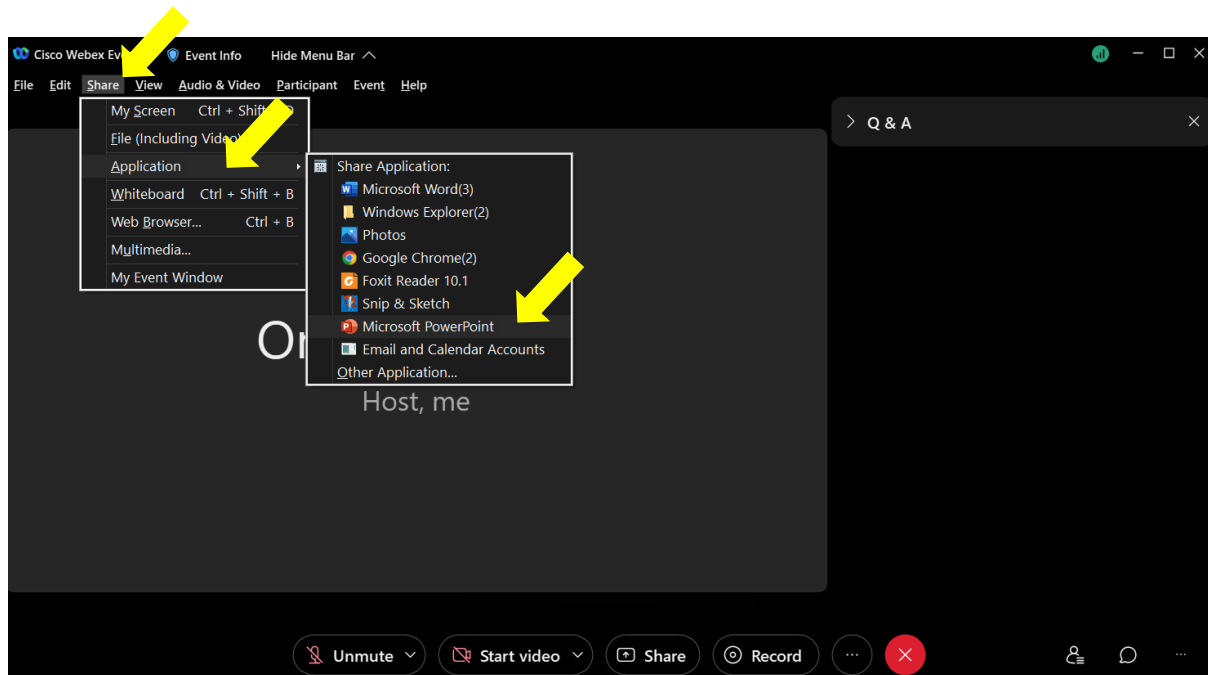 Cisco Webex Ev Event Info Hide Menu Bar
File Edit Share View Audio & Video Participant Event Help
My Screen Ctrl + Shift
File (Including Video)
Application
Whiteboard Ctrl + Shift + B
Web Browser... Ctrl + B
Multimedia...
My Event Window
Share Application:
Microsoft Word(3)
Windows Explorer(2)
Photos
Google Chrome(2)
Foxit Reader 10.1
Snip & Sketch
Microsoft PowerPoint
Email and Calendar Accounts
Other Application...
Q & A
Host, me
Unmute Start video Share Record